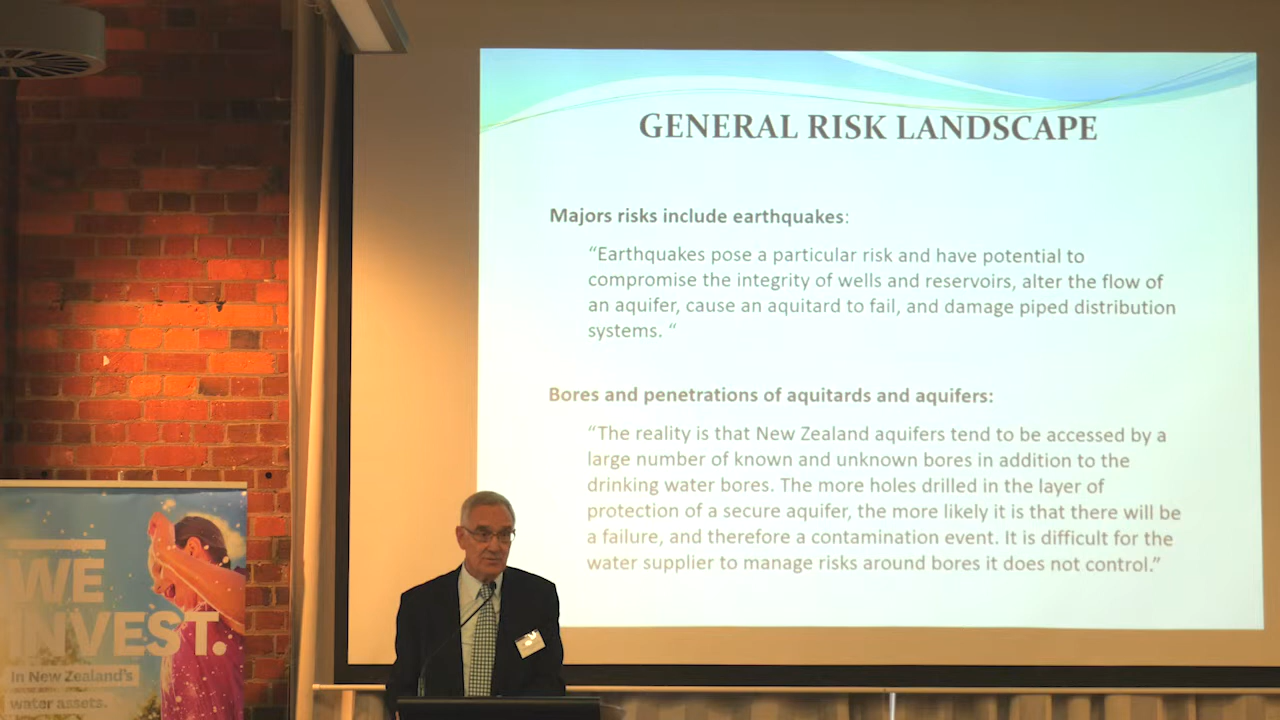 GENERAL RISK LANDSCAPE
Majors risks include earthquakes:
“Earthquakes pose a particular risk and have potential to
compromise the integrity of wells and reservoirs, alter the flow of
an aquifer, cause an aquitard to fail, and damage piped distribution
systems. “
Bores and penetrations of aquitards and aquifers:
“The reality is that New Zealand aquifers tend to be accessed by a
large number of known and unknown bores in addition to the
drinking water bores. The more holes drilled in the layer of
protection of a secure aquifer, the more likely it is that there will be
a failure, and therefore a contamination event. It is difficult for the
water supplier to manage risks around bores it does not control.”
WE
INVEST.
In New Zealand's
water assets.